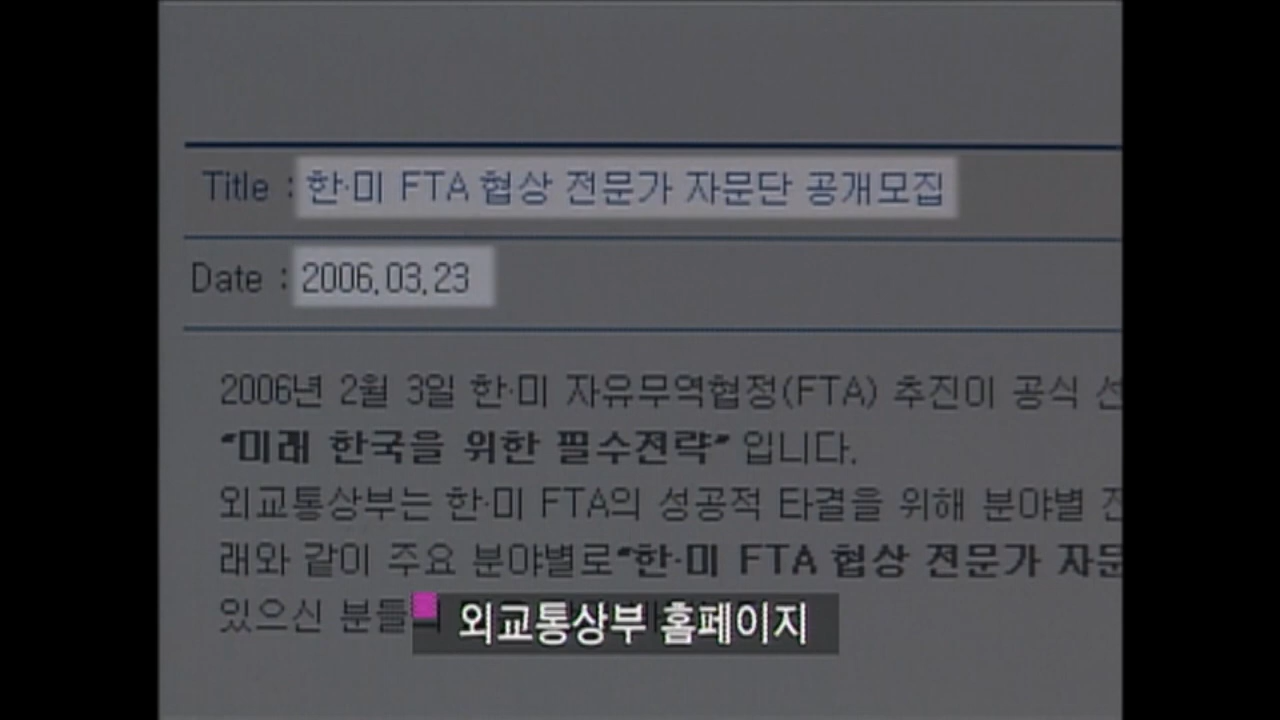 Title : 한·미 FTA 협상 전문가 자문단 공개모집
Date : 2006.03.23
2006년 2월 3일 한·미 자유무역협정(FTA) 추진이 공식
“미래 한국을 위한 필수전략” 입니다.
외교통상부는 한·미 FTA의 성공적 타결을 위해 분야별
래와 같이 주요 분야별로“한·미 FTA 협상 전문가 자문
있으신 분들
외교통상부 홈페이지